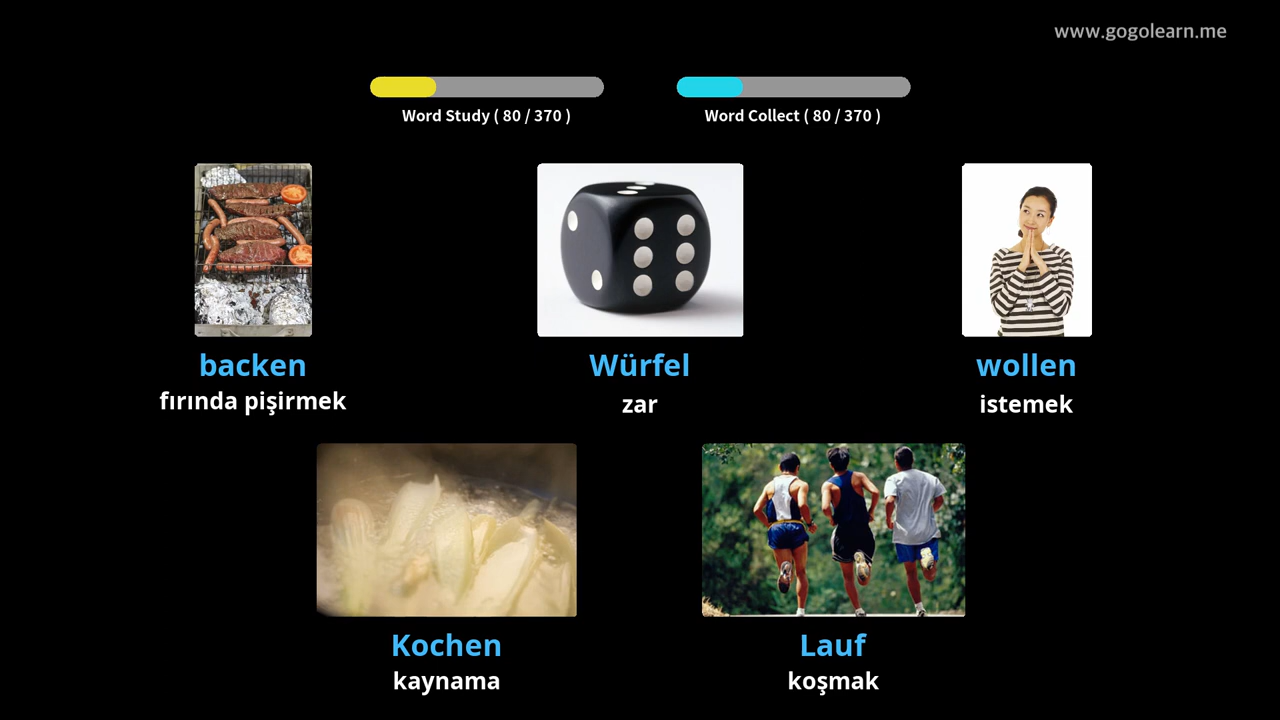 www.gogolearn.me
Word Study ( 80 / 370 )
Word Collect ( 80 / 370 )
backen
fırında pişirmek
Würfel
zar
wollen
istemek
Kochen
kaynama
Lauf
koşmak